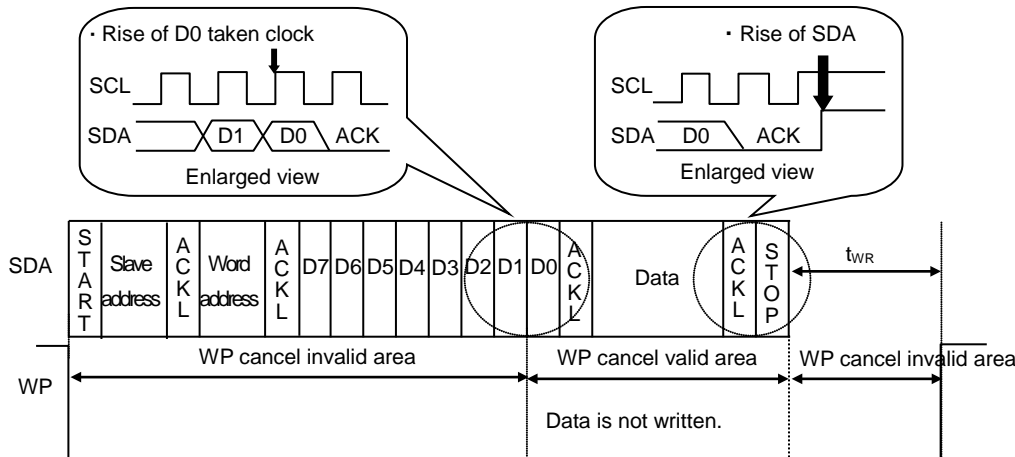 ・Rise of D0 taken clock
SCL
SDA
D1
D0
ACK
Enlarged view
・Rise of SDA
SCL
SDA
D0
ACK
Enlarged view
SDA
START
Slave
address
ACKL
Word
address
ACKL
D7
D6
D5
D4
D3
D2
D1
D0
ACKL
Data
ACKL
STOP
tWR
WP
WP cancel invalid area
WP cancel valid area
WP cancel invalid area
Data is not written.